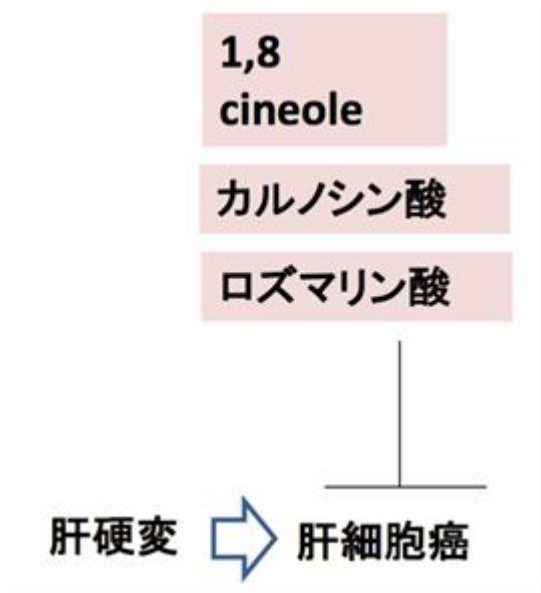 1,8
cineole
カルノシン酸
ロズマリン酸
肝硬変
肝細胞癌